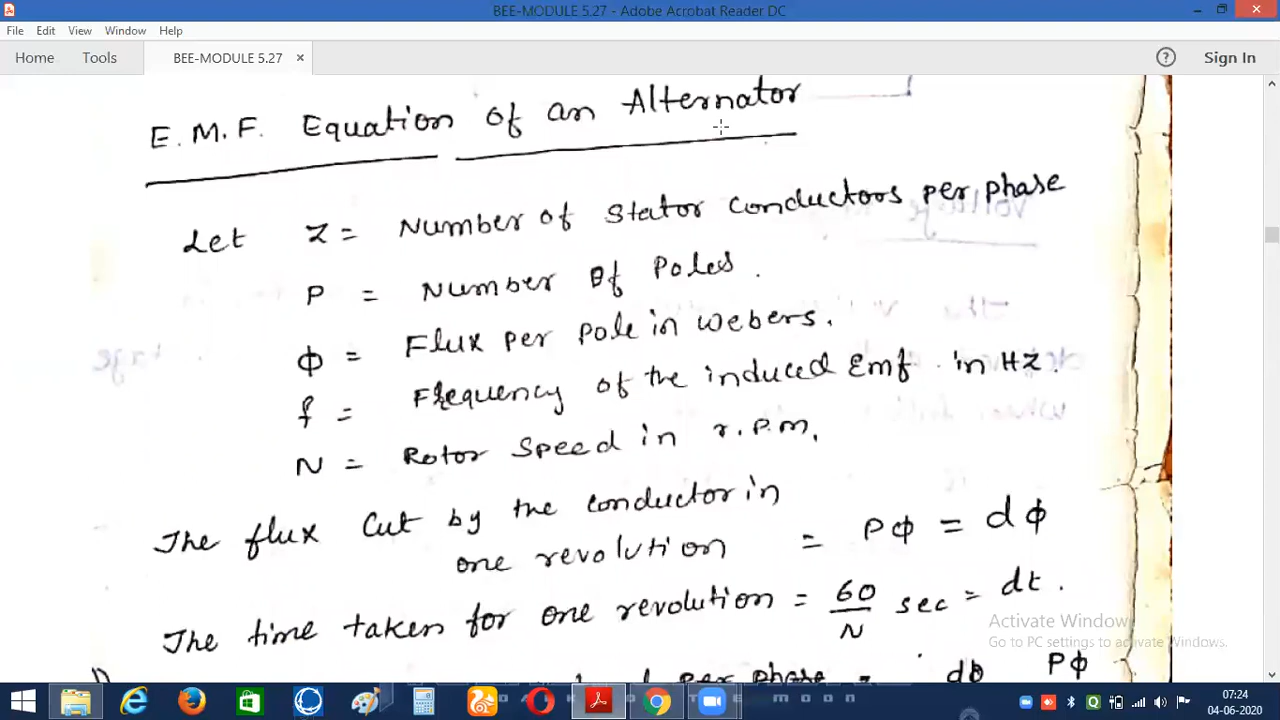 BEE-MODULE 5.27 - Adobe Acrobat Reader DC
File Edit View Window Help
Home Tools BEE-MODULE 5.27 × ? Sign In
E.M.F. Equation of an Alternator
Let Z = Number of Stator Conductors per phase
P = Number of Poles.
Φ = Flux per pole in webers.
f = Frequency of the induced Emf in HZ.
N = Rotor Speed in r.p.m.
The flux cut by the conductor in
one revolution = PΦ = dΦ
The time taken for one revolution = 60/N sec = dt.
per phase = dΦ PΦ
Activate Windows
Go to PC settings to activate Windows.
07:24
04-06-2020